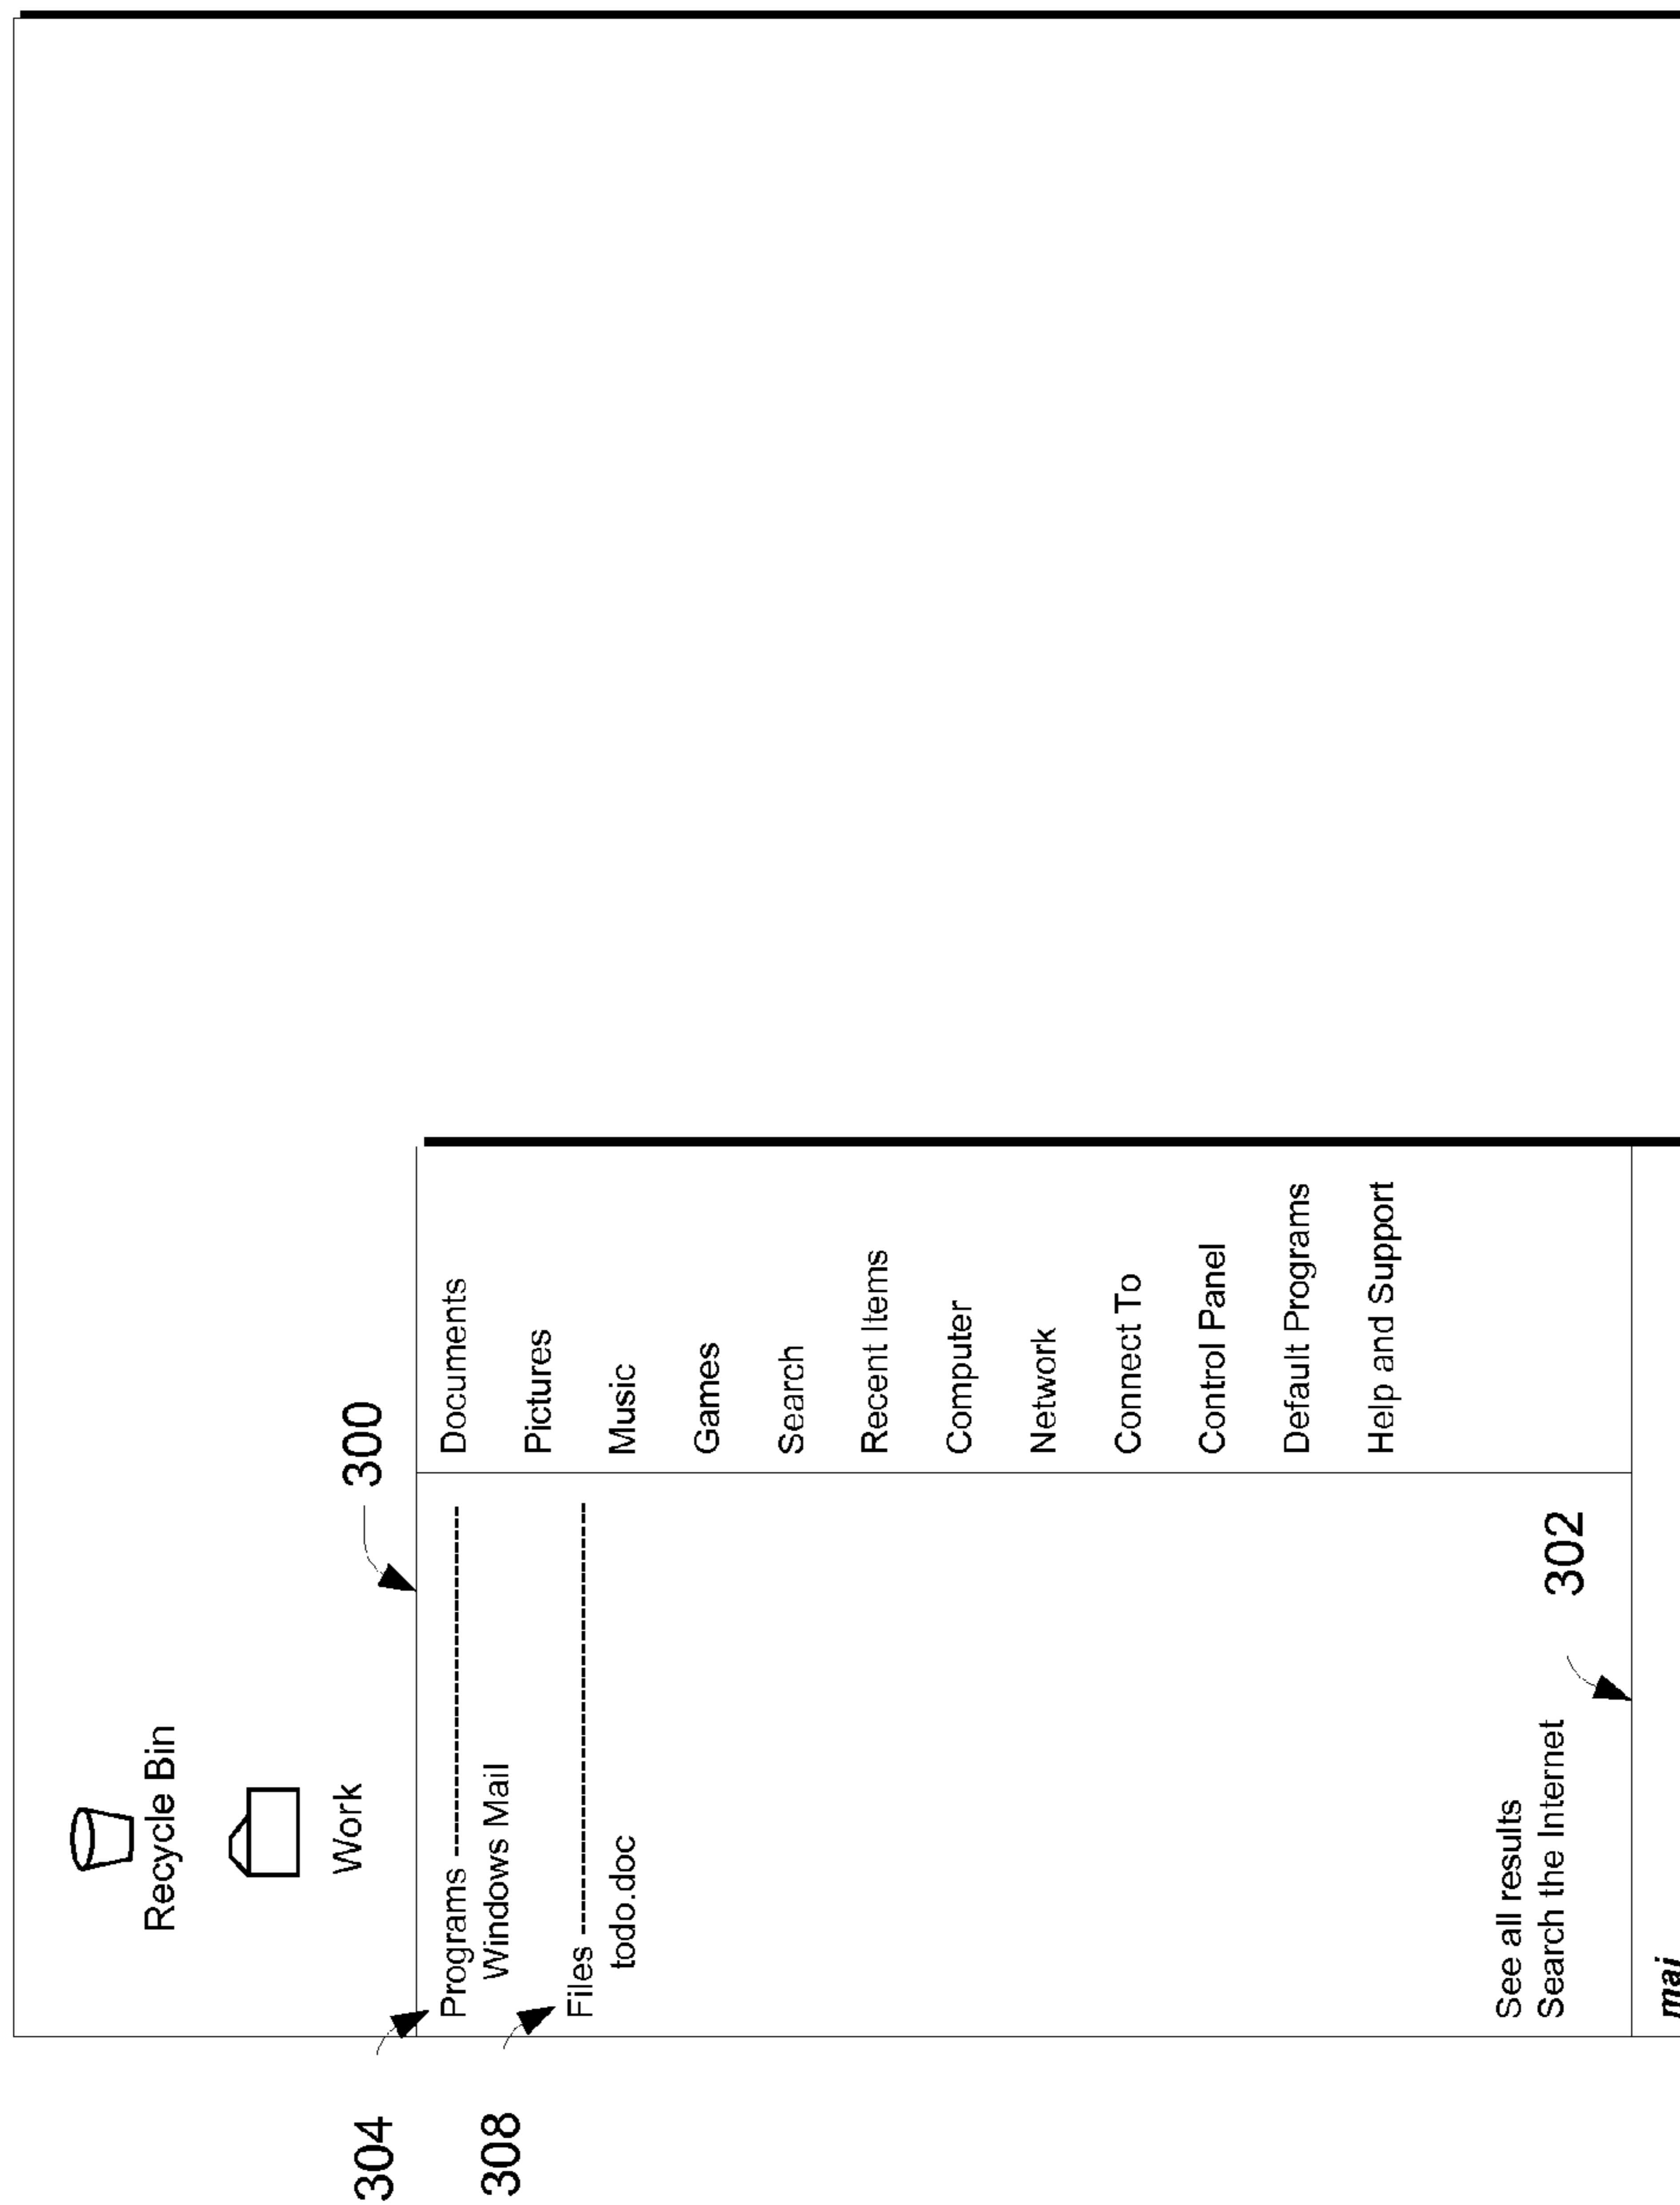 Recycle Bin
Work
300
304
Programs ------------------------------
Windows Mail
308
Files ------------------------------------
todo.doc
Documents
Pictures
Music
Games
Search
Recent Items
Computer
Network
Connect To
Control Panel
Default Programs
Help and Support
See all results
Search the Internet
302
mai